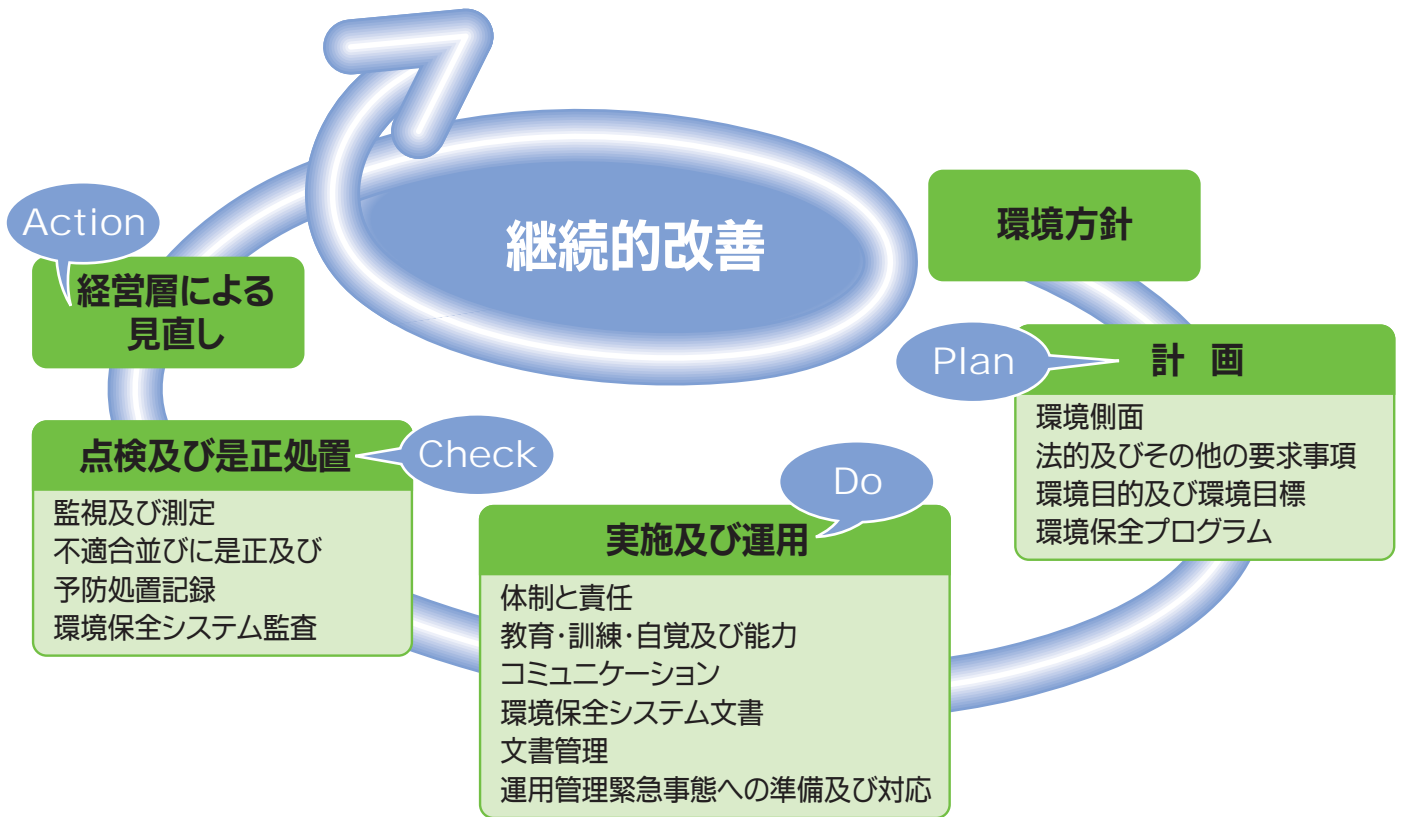 継続的改善
環境方針
Plan
計 画
環境側面
法的及びその他の要求事項
環境目的及び環境目標
環境保全プログラム
Do
実施及び運用
体制と責任
教育・訓練・自覚及び能力
コミュニケーション
環境保全システム文書
文書管理
運用管理緊急事態への準備及び対応
Check
点検及び是正処置
監視及び測定
不適合並びに是正及び
予防処置記録
環境保全システム監査
Action
経営層による
見直し